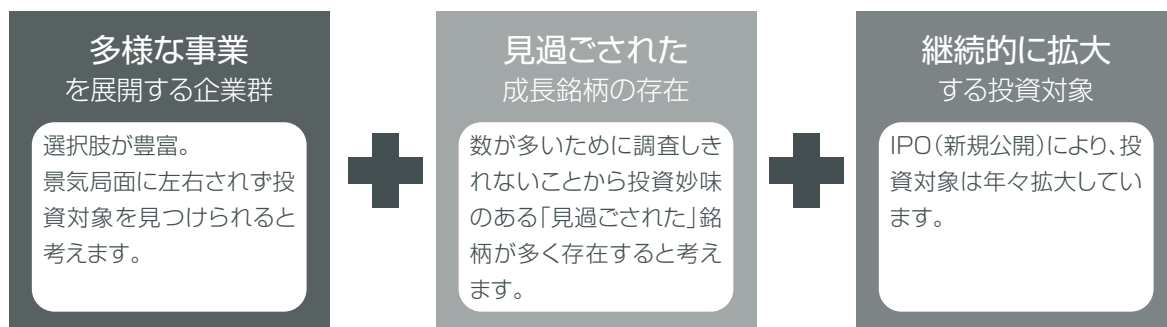 多様な事業
を展開する企業群
選択肢が豊富。
景気局面に左右されず投
資対象を見つけられると
考えます。
見過ごされた
成長銘柄の存在
数が多いために調査しき
れないことから投資妙味
のある「見過ごされた」銘
柄が多く存在すると考え
ます。
継続的に拡大
する投資対象
IPO（新規公開）により、投
資対象は年々拡大してい
ます。